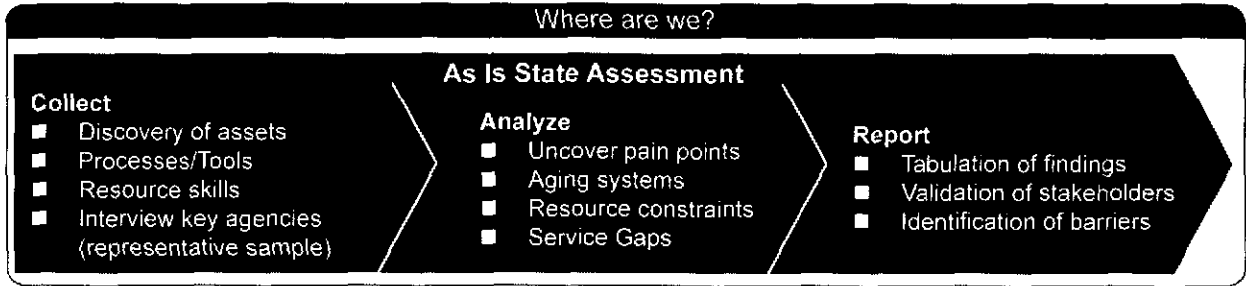 Where are we?
As Is State Assessment
Collect
■ Discovery of assets
■ Processes/Tools
■ Resource skills
■ Interview key agencies
(representative sample)
Analyze
■ Uncover pain points
■ Aging systems
■ Resource constraints
■ Service Gaps
Report
■ Tabulation of findings
■ Validation of stakeholders
■ Identification of barriers